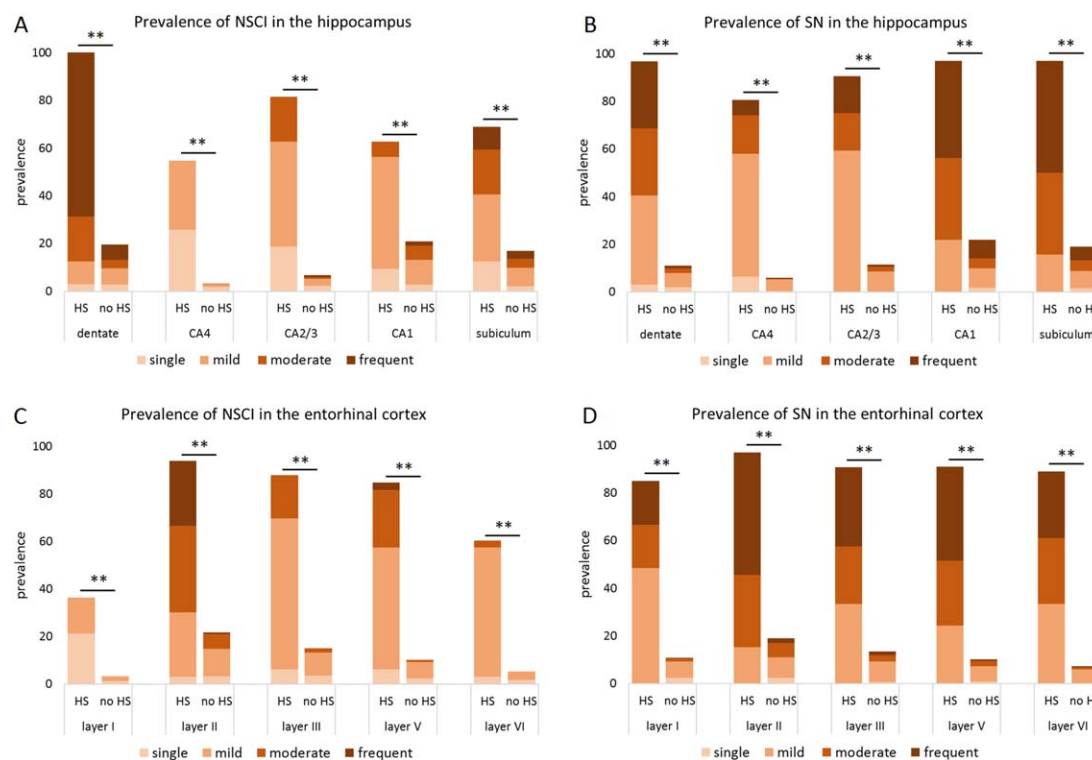 A
Prevalence of NSCI in the hippocampus
prevalence
100
80
60
40
20
0
**
**
**
**
**
HS no HS HS no HS HS no HS HS no HS HS no HS
dentate CA4 CA2/3 CA1 subiculum
single mild moderate frequent
B
Prevalence of SN in the hippocampus
prevalence
100
80
60
40
20
0
**
**
**
**
**
HS no HS HS no HS HS no HS HS no HS HS no H
dentate CA4 CA2/3 CA1 subiculum
single mild moderate frequent
C
Prevalence of NSCI in the entorhinal cortex
prevalence
100
80
60
40
20
0
**
**
**
**
**
HS no HS HS no HS HS no HS HS no HS HS no HS
layer I layer II layer III layer V layer VI
single mild moderate frequent
D
Prevalence of SN in the entorhinal cortex
prevalence
100
80
60
40
20
0
**
**
**
**
**
HS no HS HS no HS HS no HS HS no HS HS no H
layer I layer II layer III layer V layer VI
single mild moderate frequent